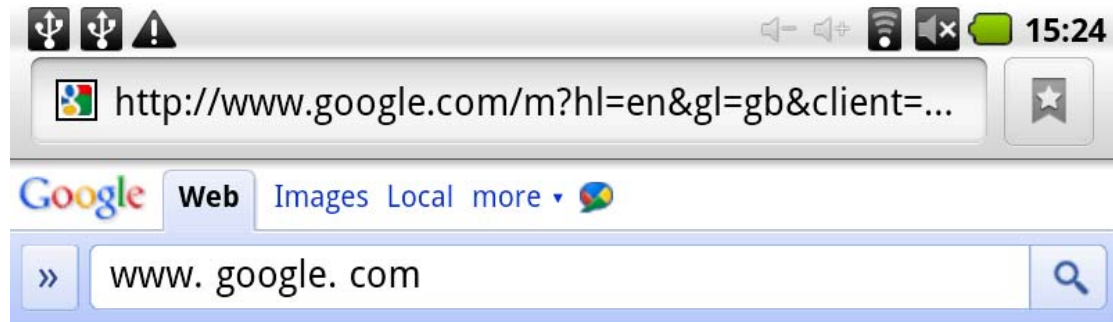 15:24
http://www.google.com/m?hl=en&gl=gb&client=...
Google Web Images Local more
» www. google. com